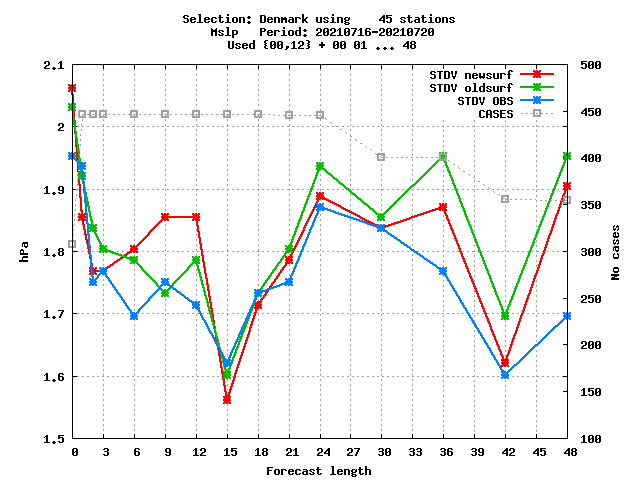 Selection: Denmark using    45 stations
Mslp   Period: 20210716-20210720
Used {00,12} + 00 01 ... 48
STDV newsurf
STDV oldsurf
STDV OBS
CASES
2.1
2
1.9
1.8
1.7
1.6
1.5
hPa
500
450
400
350
300
250
200
150
100
No cases
0 3 6 9 12 15 18 21 24 27 30 33 36 39 42 45 48
Forecast length